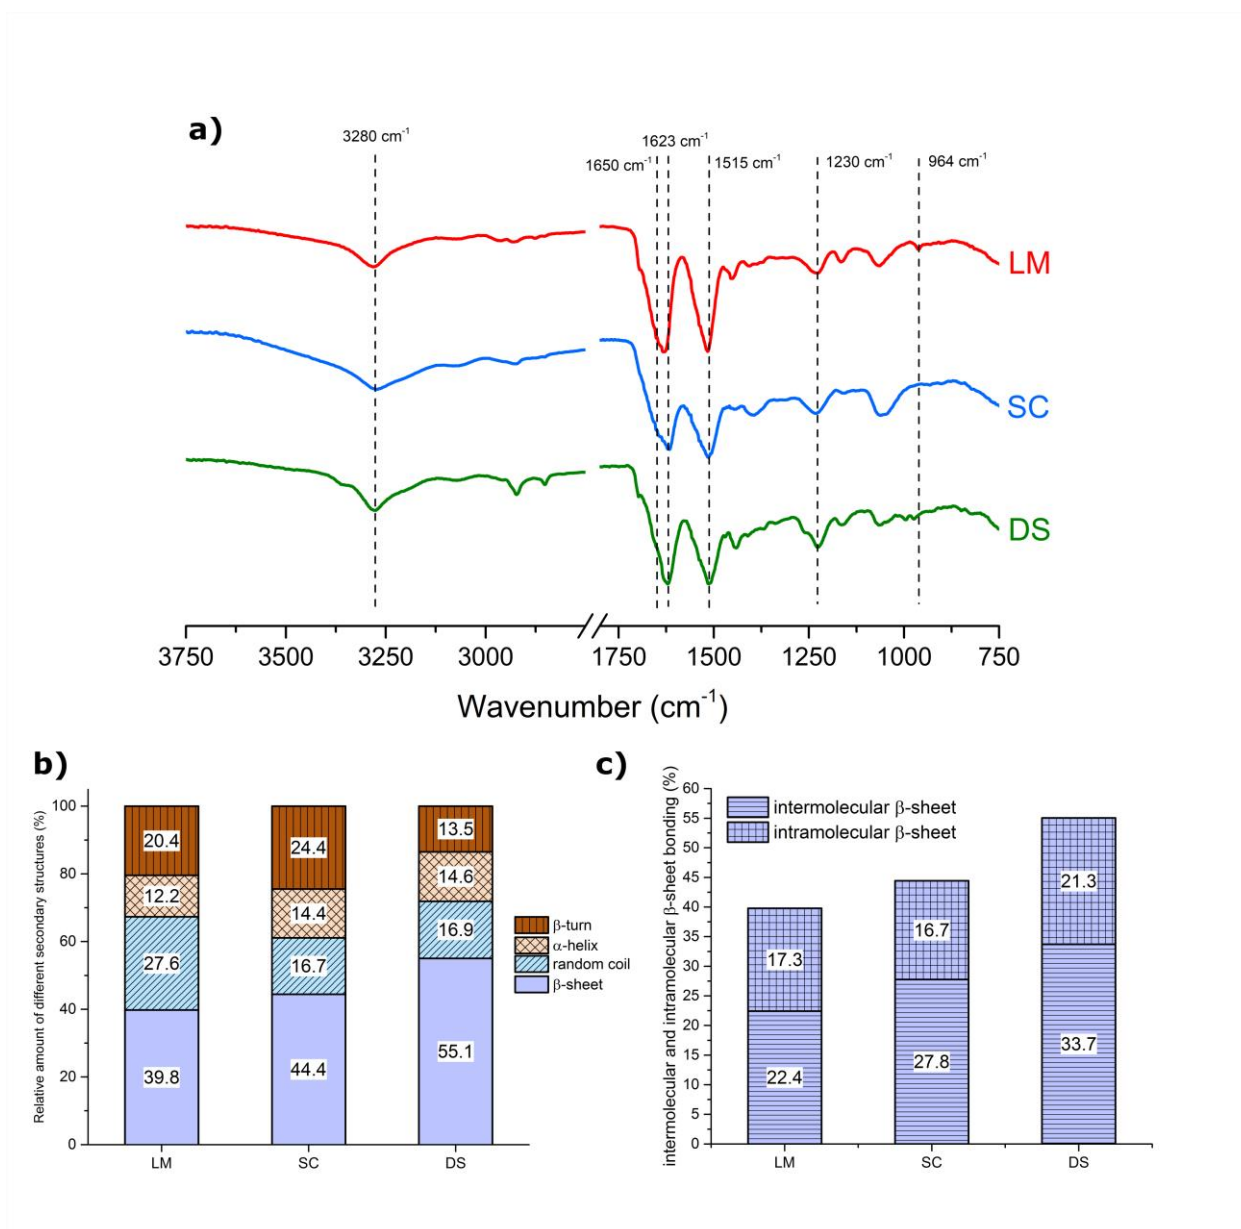 a)
3280 cm-1
1623 cm-1
1650 cm-1
1515 cm-1
1230 cm-1
964 cm-1
LM
SC
DS
3750 3500 3250 3000 1750 1500 1250 1000 750
Wavenumber (cm-1)
b)
Relative amount of different secondary structures (%)
100
80
60
40
20
0
20.4
12.2
27.6
39.8
24.4
14.4
16.7
44.4
13.5
14.6
16.9
55.1
β-turn
α-helix
random coil
β-sheet
LM SC DS
c)
intermolecular and intramolecular β-sheet bonding (%)
60
55
50
45
40
35
30
25
20
15
10
5
0
intermolecular β-sheet
intramolecular β-sheet
17.3
22.4
16.7
27.8
21.3
33.7
LM SC DS